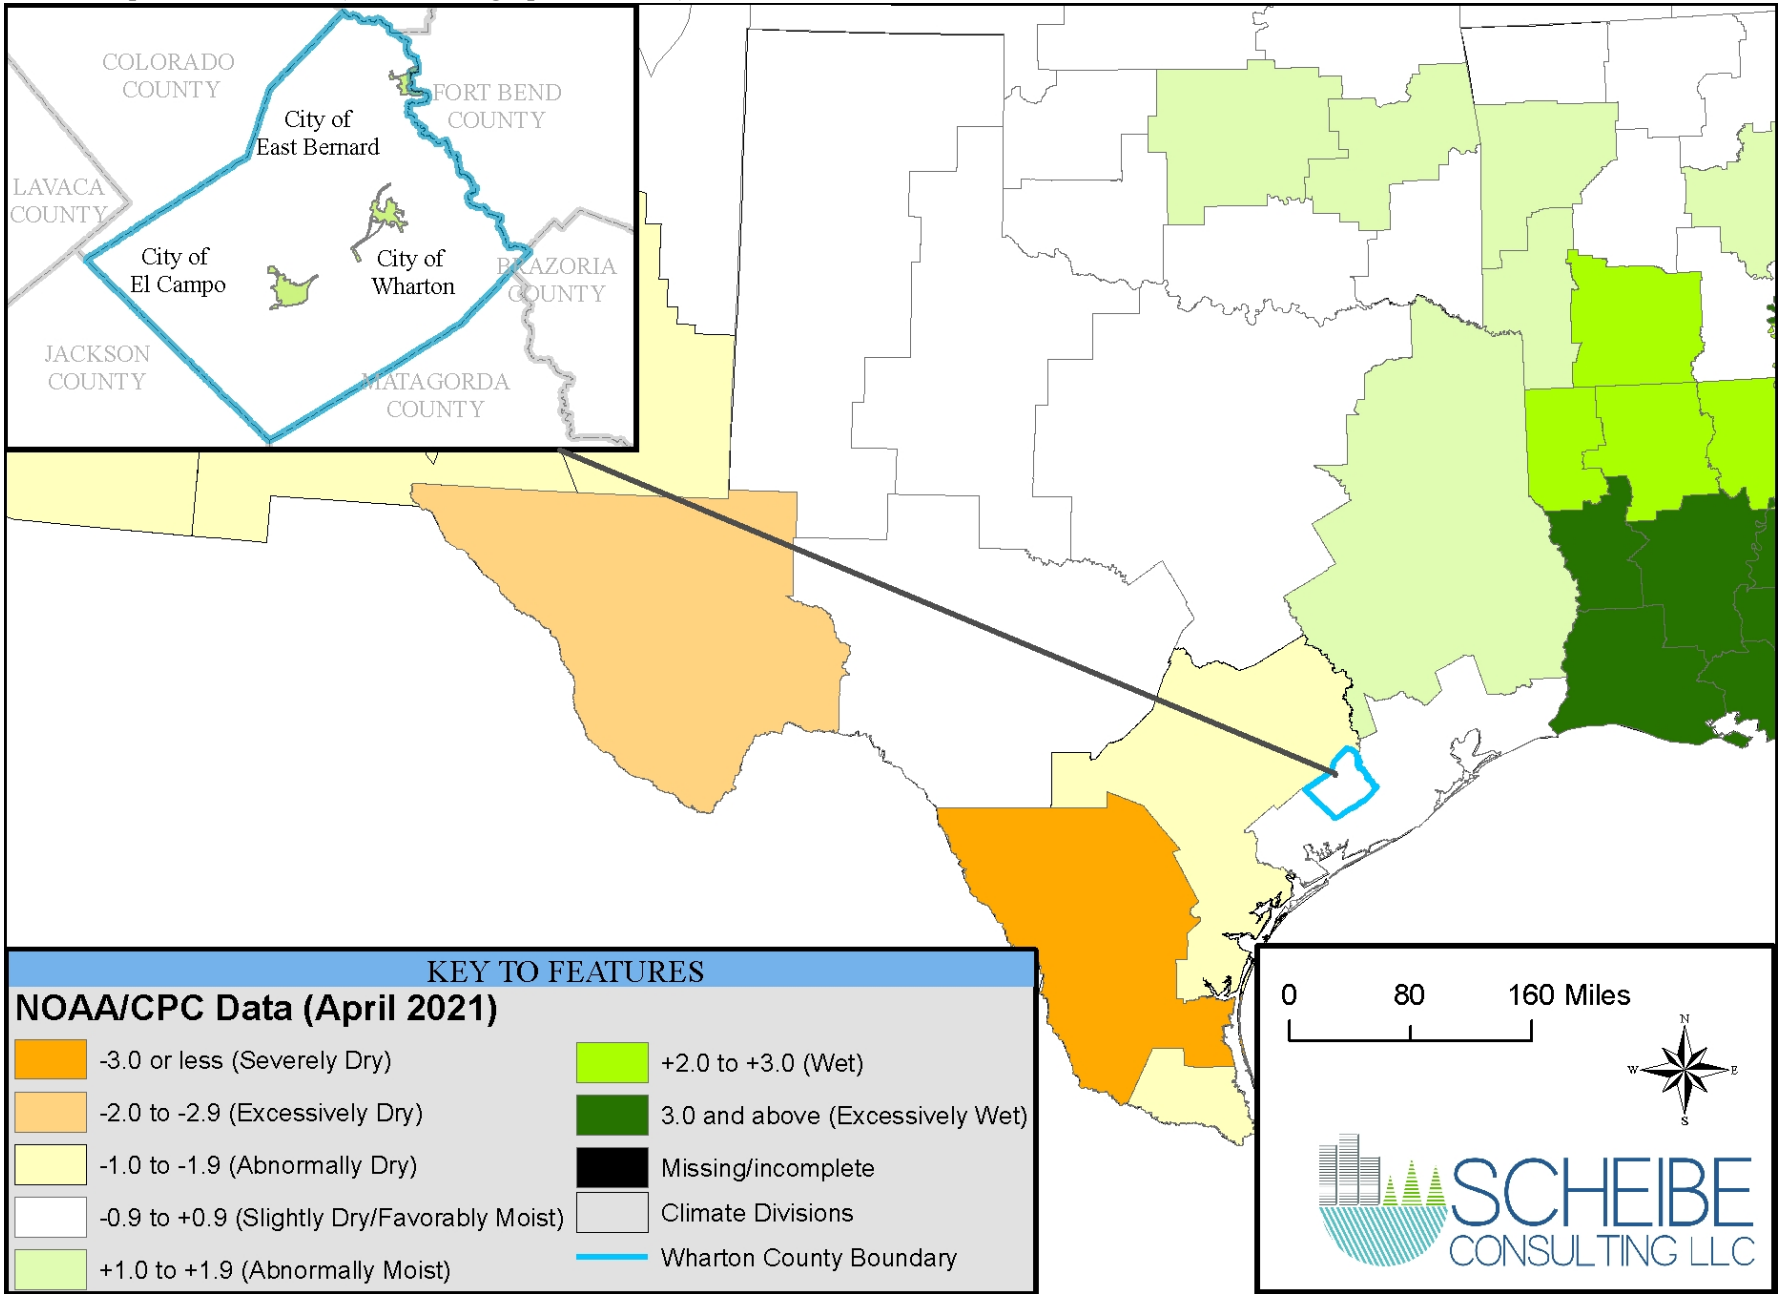 COLORADO
COUNTY
FORT BEND
COUNTY
City of
East Bernard
LAVACA
COUNTY
City of
El Campo
City of
Wharton
BRAZORIA
COUNTY
JACKSON
COUNTY
MATAGORDA
COUNTY
KEY TO FEATURES
NOAA/CPC Data (April 2021)
-3.0 or less (Severely Dry)
-2.0 to -2.9 (Excessively Dry)
-1.0 to -1.9 (Abnormally Dry)
-0.9 to +0.9 (Slightly Dry/Favorably Moist)
+1.0 to +1.9 (Abnormally Moist)
+2.0 to +3.0 (Wet)
3.0 and above (Excessively Wet)
Missing/incomplete
Climate Divisions
Wharton County Boundary
0 80 160 Miles
N
W E
S
SCHEIBE
CONSULTING LLC